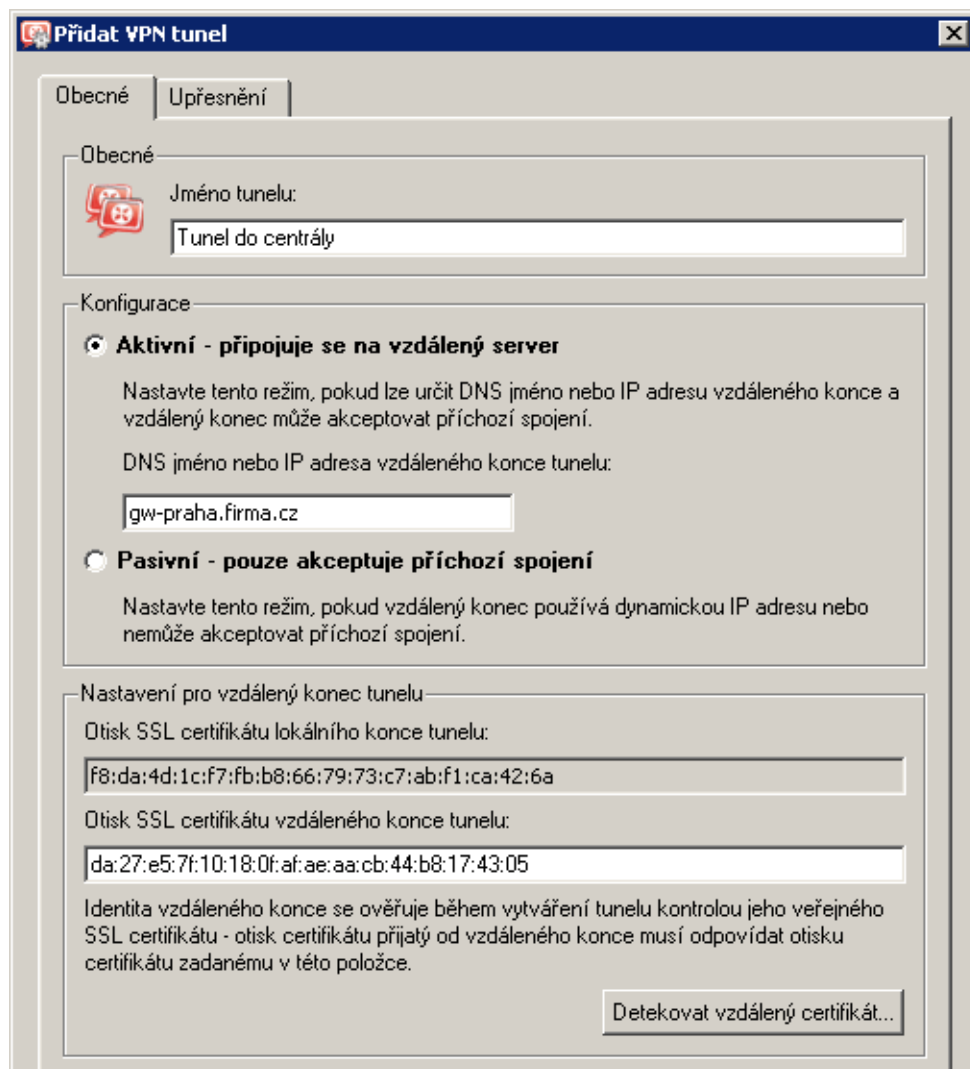 Přidat VPN tunel
Obecné
Upřesnění
Obecné
Jméno tunelu:
Tunel do centrály
Konfigurace
Aktivní - připojuje se na vzdálený server
Nastavte tento režim, pokud lze určit DNS jméno nebo IP adresu vzdáleného konce a
vzdálený konec může akceptovat příchozí spojení.
DNS jméno nebo IP adresa vzdáleného konce tunelu:
gw-praha.firma.cz
Pasivní - pouze akceptuje příchozí spojení
Nastavte tento režim, pokud vzdálený konec používá dynamickou IP adresu nebo
nemůže akceptovat příchozí spojení.
Nastavení pro vzdálený konec tunelu
Otisk SSL certifikátu lokálního konce tunelu:
f8:da:4d:1c:f7:fb:b8:66:79:73:c7:ab:f1:ca:42:6a
Otisk SSL certifikátu vzdáleného konce tunelu:
da:27:e5:7f:10:18:0f:af:ae:aa:cb:44:b8:17:43:05
Identita vzdáleného konce se ověřuje během vytváření tunelu kontrolou jeho veřejného
SSL certifikátu - otisk certifikátu přijatý od vzdáleného konce musí odpovídat otisku
certifikátu zadanému v této položce.
Detekovat vzdálený certifikát...